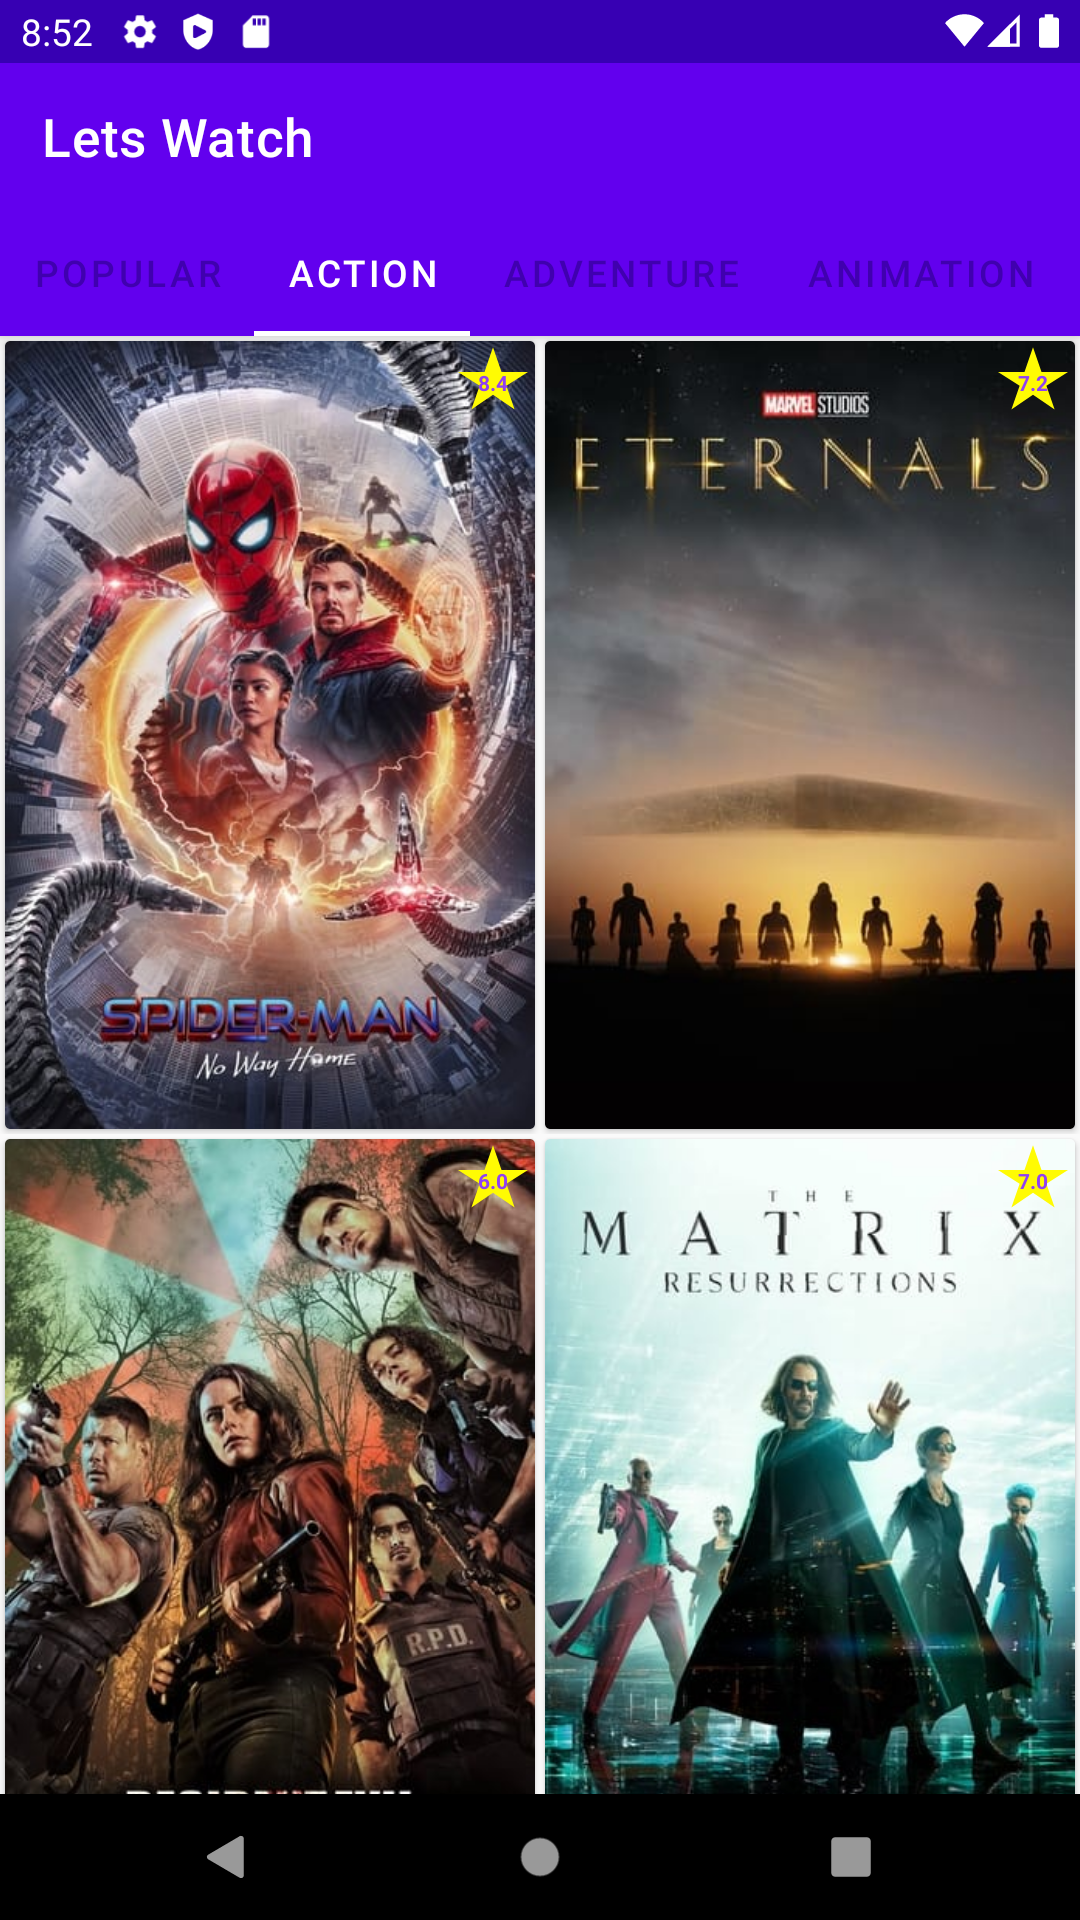 8:52
Lets Watch
POPULAR ACTION ADVENTURE ANIMATION
8.4
SPIDER-MAN
No Way Home
7.2
MARVEL STUDIOS
ETERNALS
6.0
R.P.D.
7.0
THE
MATRIX
RESURRECTIONS